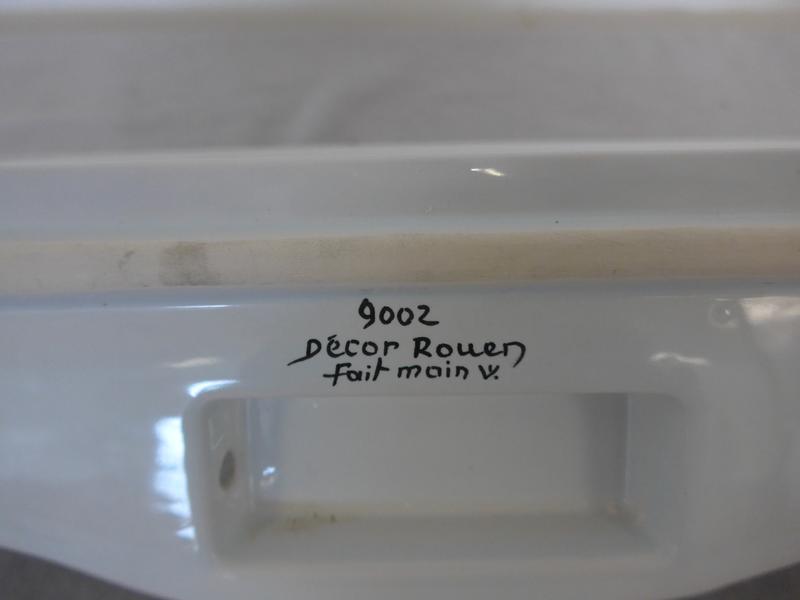 9002
Décor Rouen
fait main V.